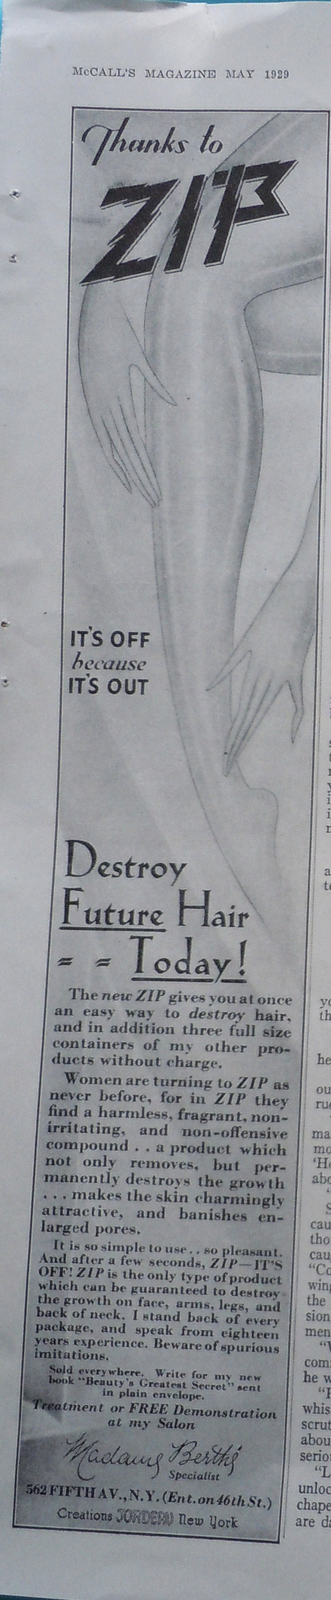 McCALL'S MAGAZINE MAY 1929
Thanks to
ZIP
IT'S OFF
because
IT'S OUT
Destroy
Future Hair
= = Today!
The new ZIP gives you at once
an easy way to destroy hair,
and in addition three full size
containers of my other pro-
ducts without charge.
Women are turning to ZIP as
never before, for in ZIP they
find a harmless, fragrant, non-
irritating, and non-offensive
compound . . a product which
not only removes, but per-
manently destroys the growth
. . . makes the skin charmingly
attractive, and banishes en-
larged pores.
It is so simple to use . . so pleasant.
And after a few seconds, ZIP—IT'S
OFF! ZIP is the only type of product
which can be guaranteed to destroy
the growth on face, arms, legs, and
back of neck. I stand back of every
package, and speak from eighteen
years experience. Beware of spurious
imitations.
Sold everywhere. Write for my new
book "Beauty's Greatest Secret" sent
in plain envelope.
Treatment or FREE Demonstration
at my Salon
Madame Berthé
Specialist
562 FIFTH AV., N.Y. (Ent. on 46th St.)
Creations JORDEAU New York